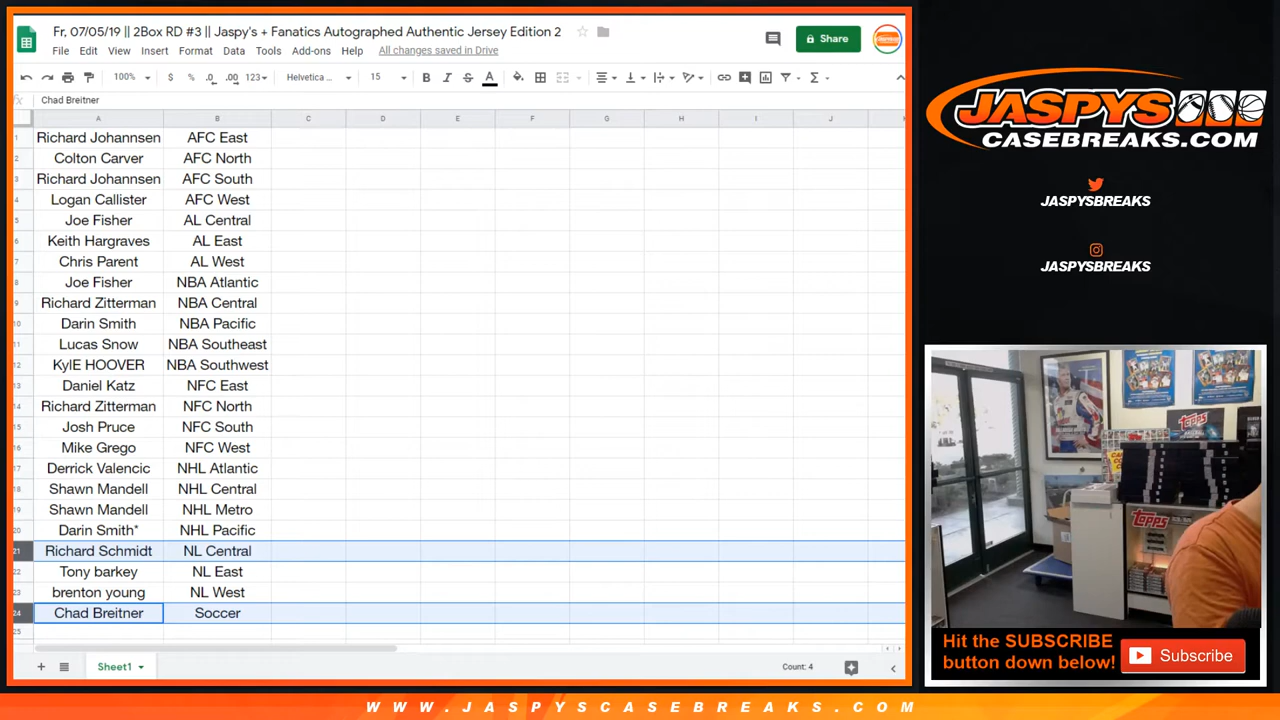 Fr, 07/05/19 || 2Box RD #3 || Jaspy's + Fanatics Autographed Authentic Jersey Edition 2
File Edit View Insert Format Data Tools Add-ons Help All changes saved in Drive
Share
100% $ % .0 .00 123 Helvetica ... 15 B I S A
fx Chad Breitner
A B C D E F G H I J
1 Richard Johannsen AFC East
2 Colton Carver AFC North
3 Richard Johannsen AFC South
4 Logan Callister AFC West
5 Joe Fisher AL Central
6 Keith Hargraves AL East
7 Chris Parent AL West
8 Joe Fisher NBA Atlantic
9 Richard Zitterman NBA Central
10 Darin Smith NBA Pacific
11 Lucas Snow NBA Southeast
12 KylE HOOVER NBA Southwest
13 Daniel Katz NFC East
14 Richard Zitterman NFC North
15 Josh Pruce NFC South
16 Mike Grego NFC West
17 Derrick Valencic NHL Atlantic
18 Shawn Mandell NHL Central
19 Shawn Mandell NHL Metro
20 Darin Smith* NHL Pacific
21 Richard Schmidt NL Central
22 Tony barkey NL East
23 brenton young NL West
24 Chad Breitner Soccer
25
Sheet1
Count: 4
JASPYS
CASEBREAKS.COM
JASPYSBREAKS
JASPYSBREAKS
Topps
Topps
Hit the SUBSCRIBE
button down below!
Subscribe
WWW.JASPYSCASEBREAKS.COM